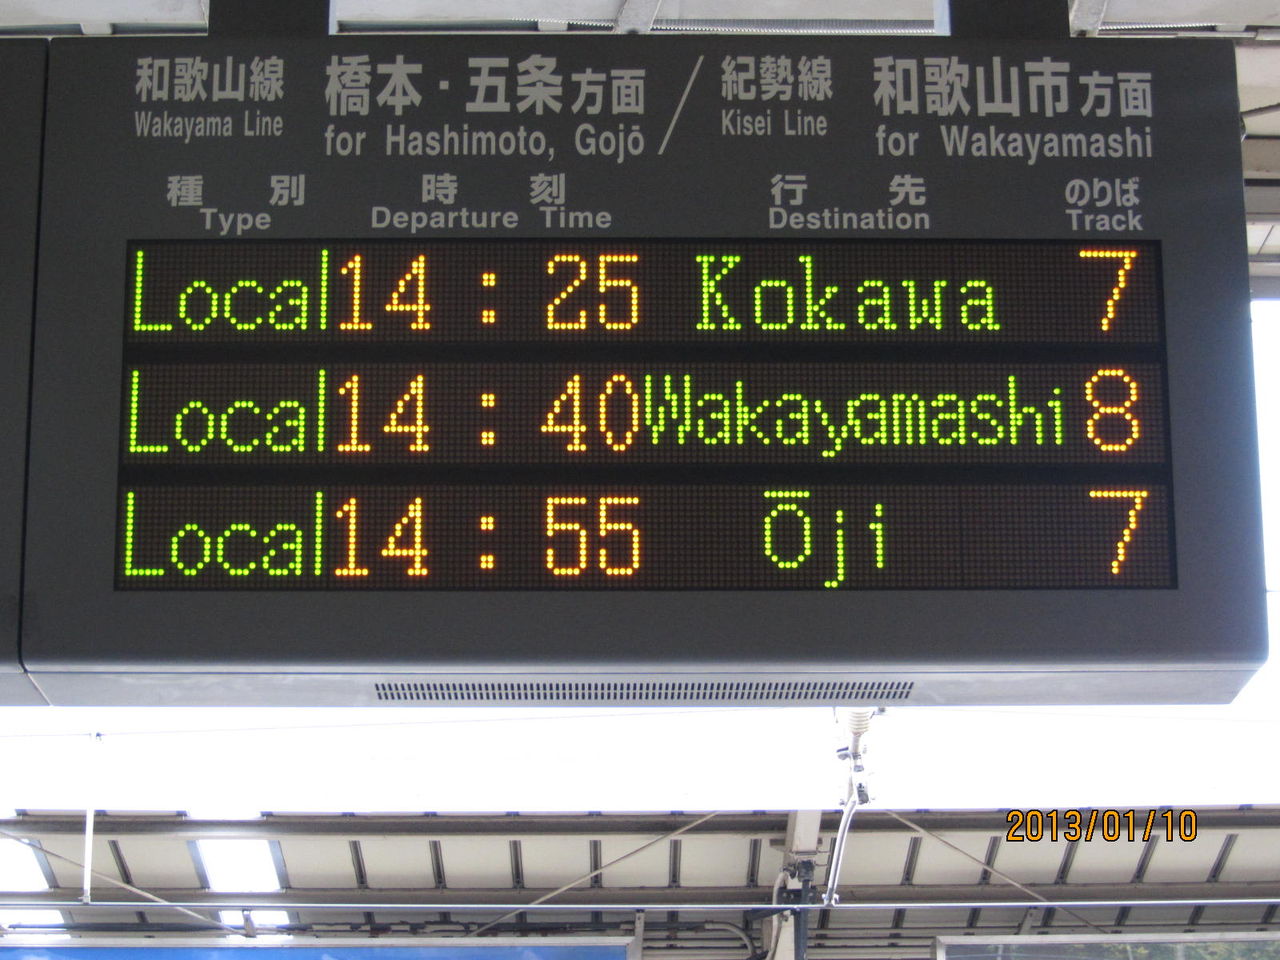 和歌山線 橋本・五条方面 / 紀勢線 和歌山市方面
Wakayama Line for Hashimoto, Gojō / Kisei Line for Wakayamashi
種別 時刻 行先 のりば
Type Departure Time Destination Track
Local 14:25 Kokawa 7
Local 14:40 Wakayamashi 8
Local 14:55 Ōji 7
2013/01/10